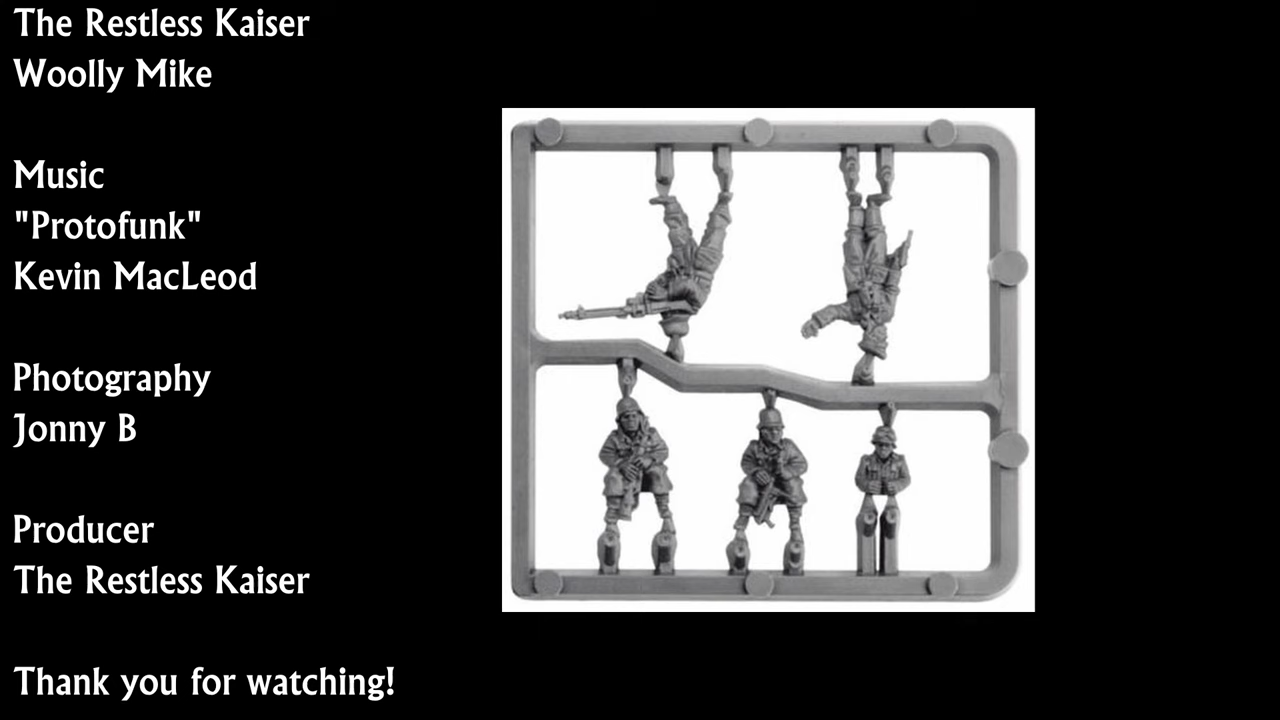 The Restless Kaiser
Woolly Mike
Music
"Protofunk"
Kevin MacLeod
Photography
Jonny B
Producer
The Restless Kaiser
Thank you for watching!